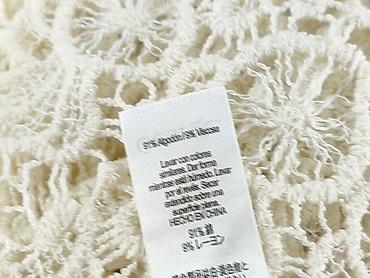 91% Algodón / 9% Viscosa
Lavar con colores
similares. Dar forma
mientras está húmedo. Lavar
por el revés. Secar
extendido sobre una
superficie plana.
HECHO EN CHINA
91% 綿
9% レーヨン